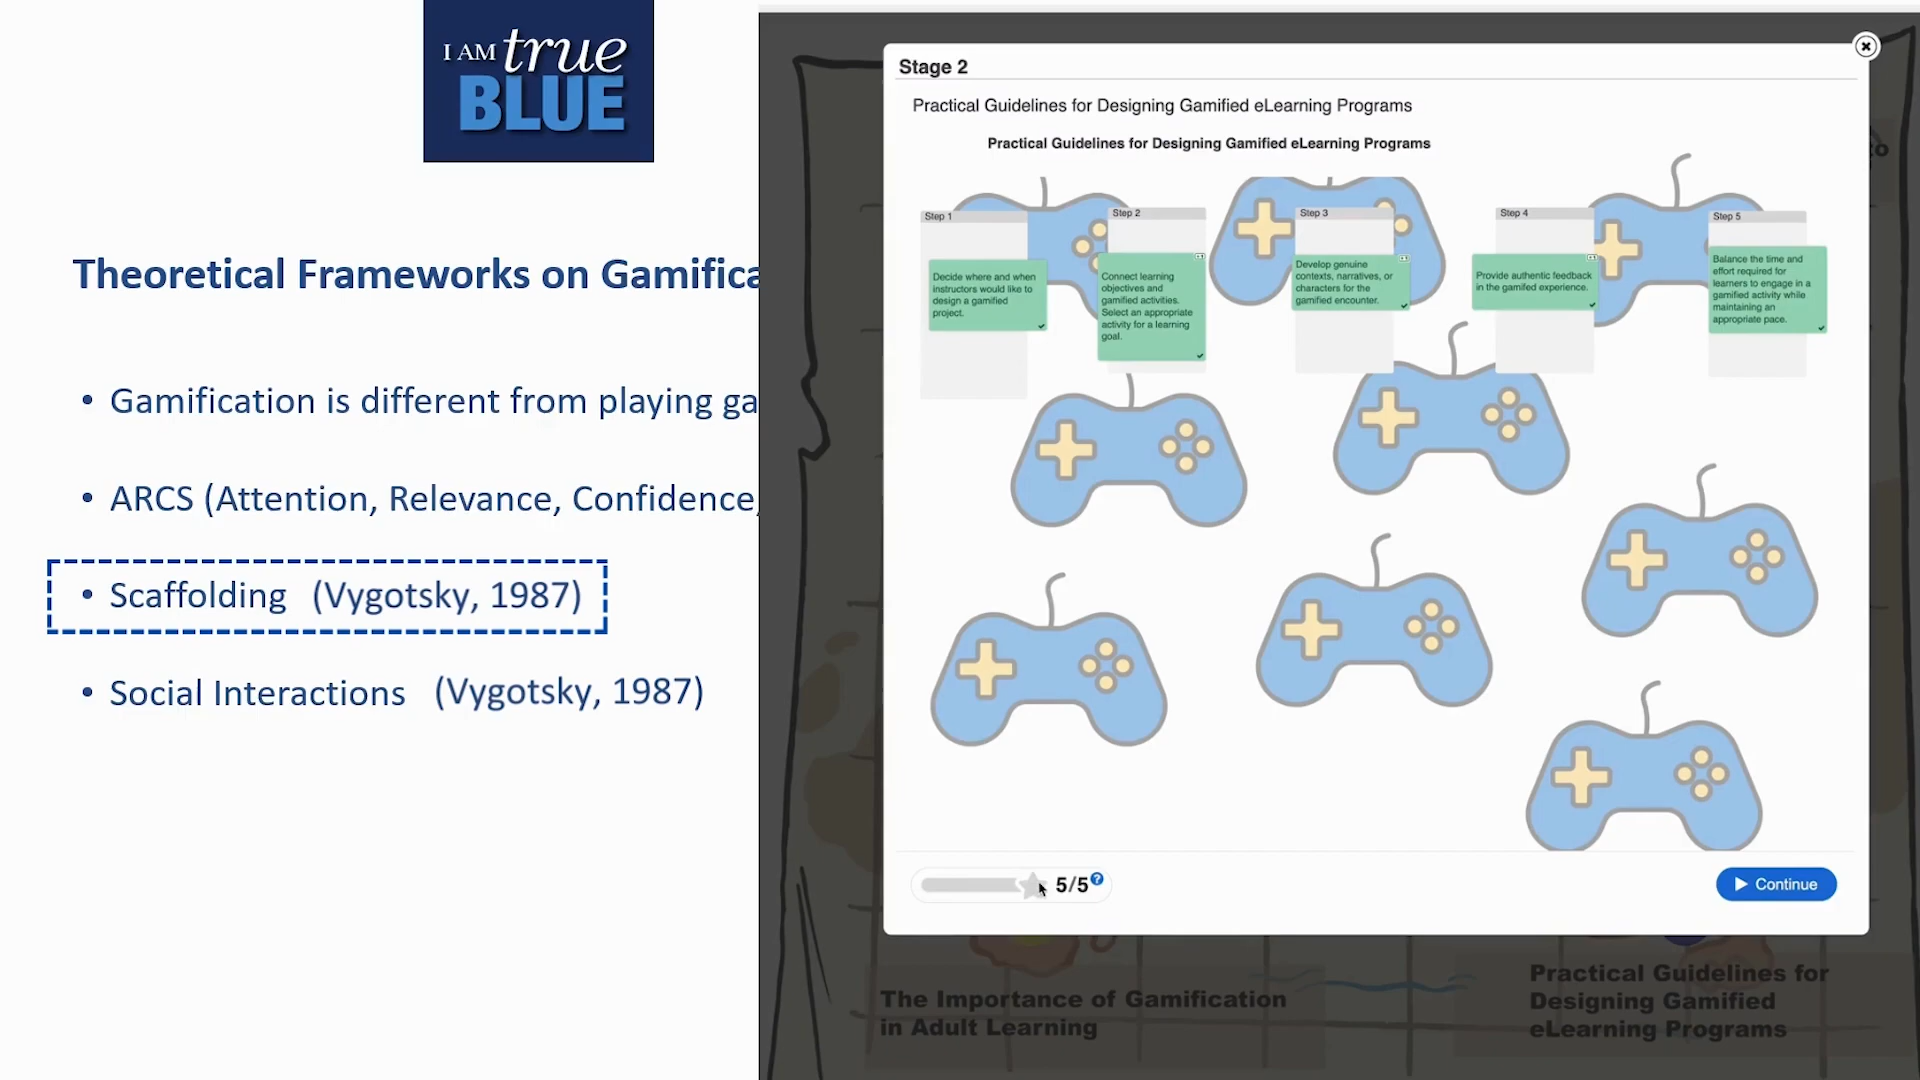 I AM true
BLUE
Theoretical Frameworks on Gamifica
• Gamification is different from playing ga
• ARCS (Attention, Relevance, Confidence,
• Scaffolding (Vygotsky, 1987)
• Social Interactions (Vygotsky, 1987)
Stage 2
Practical Guidelines for Designing Gamified eLearning Programs
Practical Guidelines for Designing Gamified eLearning Programs
Step 1
Decide where and when
instructors would like to
design a gamified
project.
Step 2
Connect learning
objectives and
gamified activities.
Select an appropriate
activity for a learning
goal.
Step 3
Develop genuine
contexts, narratives, or
characters for the
gamified encounter.
Step 4
Provide authentic feedback
in the gamifed experience.
Step 5
Balance the time and
effort required for
learners to engage in a
gamified activity while
maintaining an
appropriate pace.
5/5
?
Continue
to
The Importance of Gamification
in Adult Learning
Practical Guidelines for
Designing Gamified
eLearning Programs